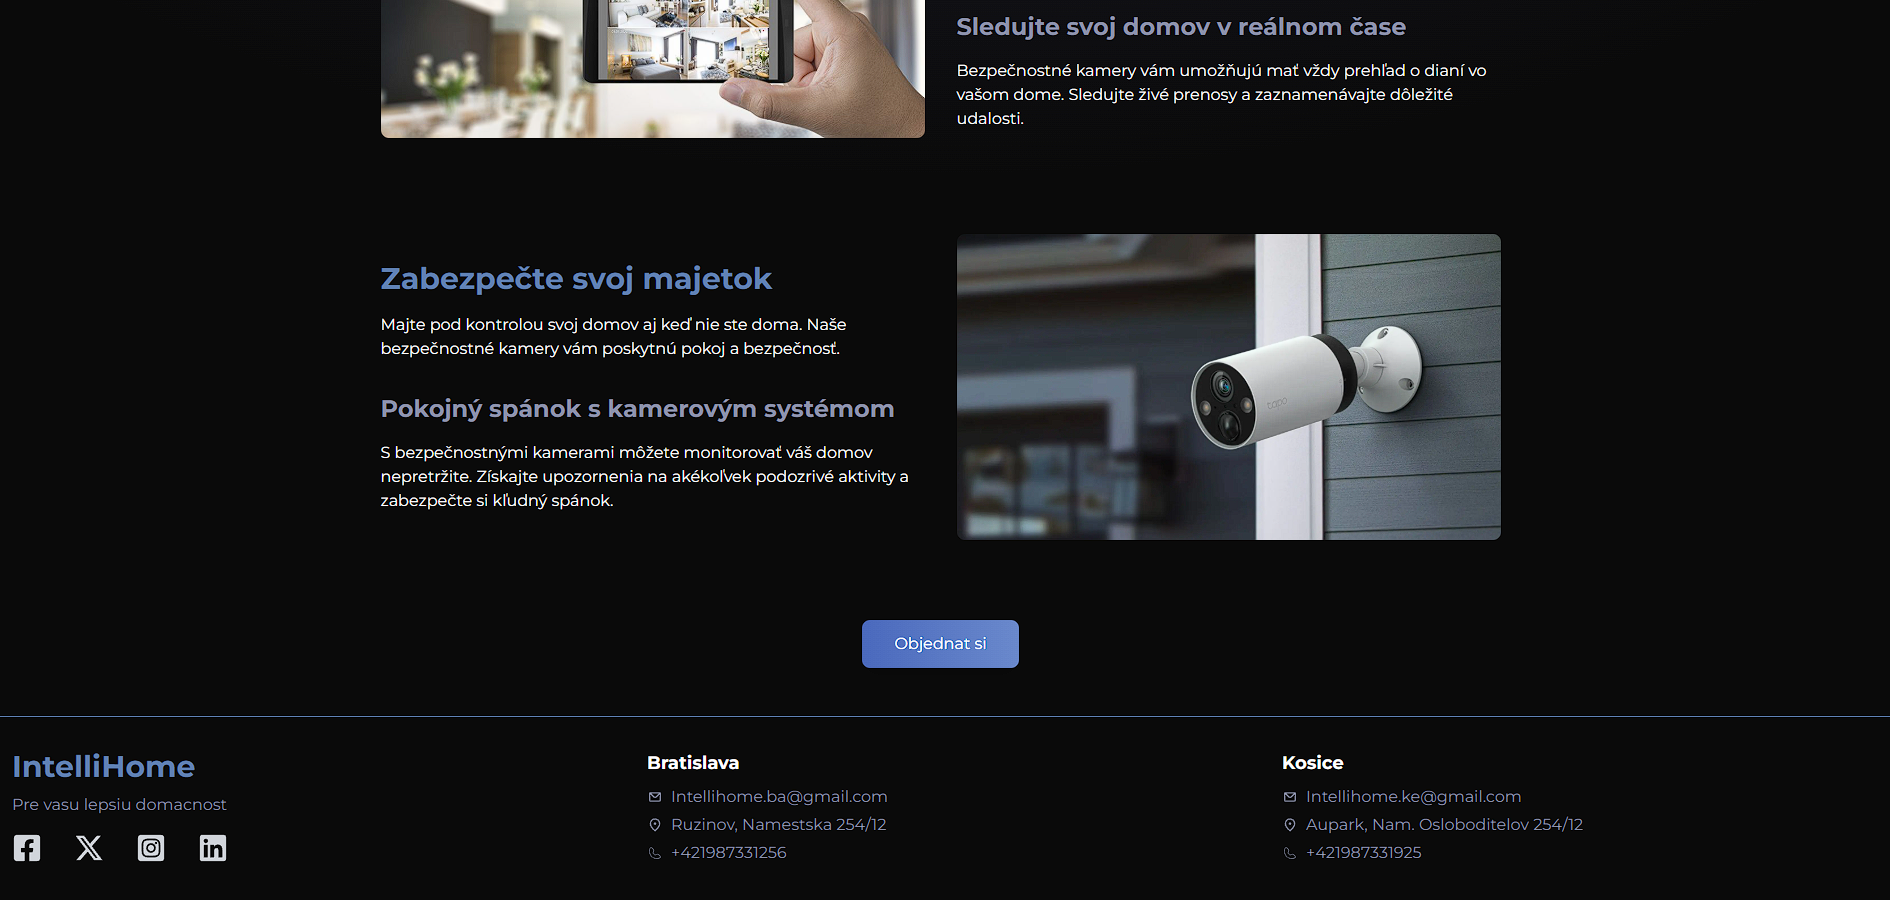 Sledujte svoj domov v reálnom čase
Bezpečnostné kamery vám umožňujú mať vždy prehľad o dianí vo
vašom dome. Sledujte živé prenosy a zaznamenávajte dôležité
udalosti.
Zabezpečte svoj majetok
Majte pod kontrolou svoj domov aj keď nie ste doma. Naše
bezpečnostné kamery vám poskytnú pokoj a bezpečnosť.
Pokojný spánok s kamerovým systémom
S bezpečnostnými kamerami môžete monitorovať váš domov
nepretržite. Získajte upozornenia na akékoľvek podozrivé aktivity a
zabezpečte si kľudný spánok.
tapo
Objednat si
IntelliHome
Pre vasu lepsiu domacnost
Bratislava
Intellihome.ba@gmail.com
Ruzinov, Namestska 254/12
+421987331256
Kosice
Intellihome.ke@gmail.com
Aupark, Nam. Osloboditelov 254/12
+421987331925